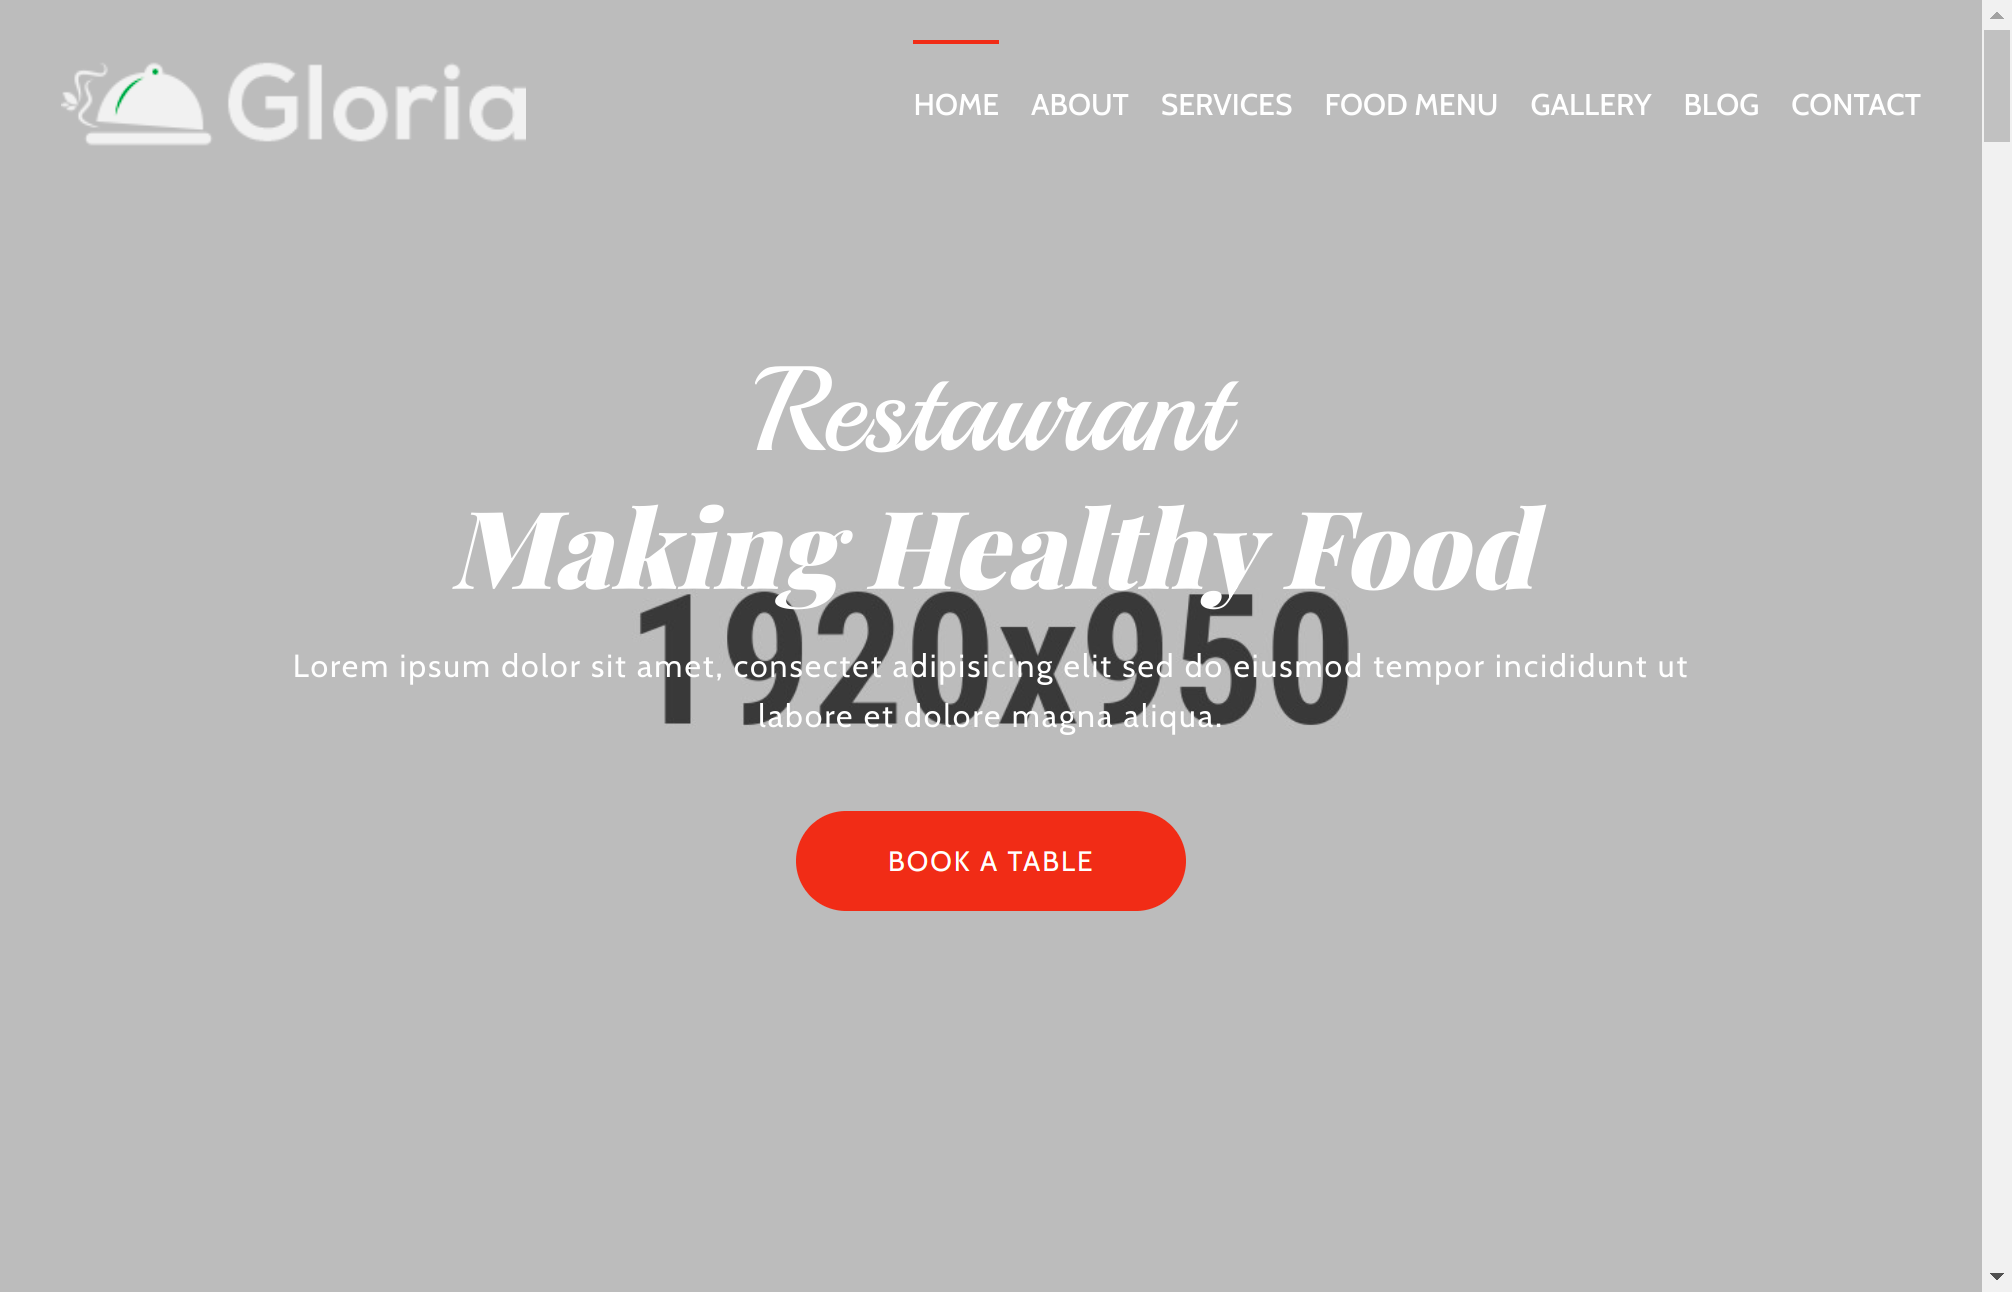 Gloria
HOME ABOUT SERVICES FOOD MENU GALLERY BLOG CONTACT
Restaurant
Making Healthy Food
1920x950
Lorem ipsum dolor sit amet, consectet adipisicing elit sed do eiusmod tempor incididunt ut
labore et dolore magna aliqua.
BOOK A TABLE